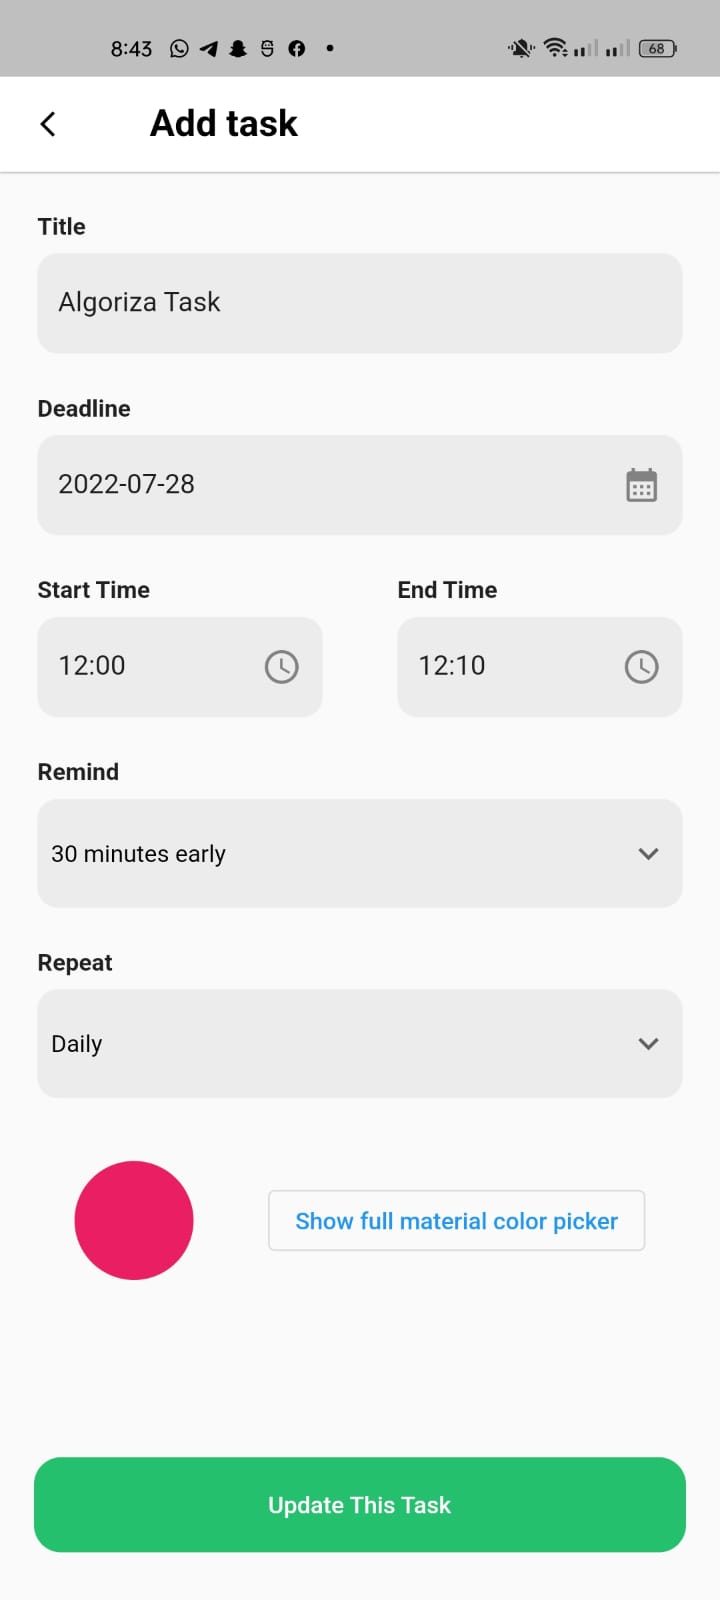 8:43
68
Add task
Title
Algoriza Task
Deadline
2022-07-28
Start Time
End Time
12:00
12:10
Remind
30 minutes early
Repeat
Daily
Show full material color picker
Update This Task